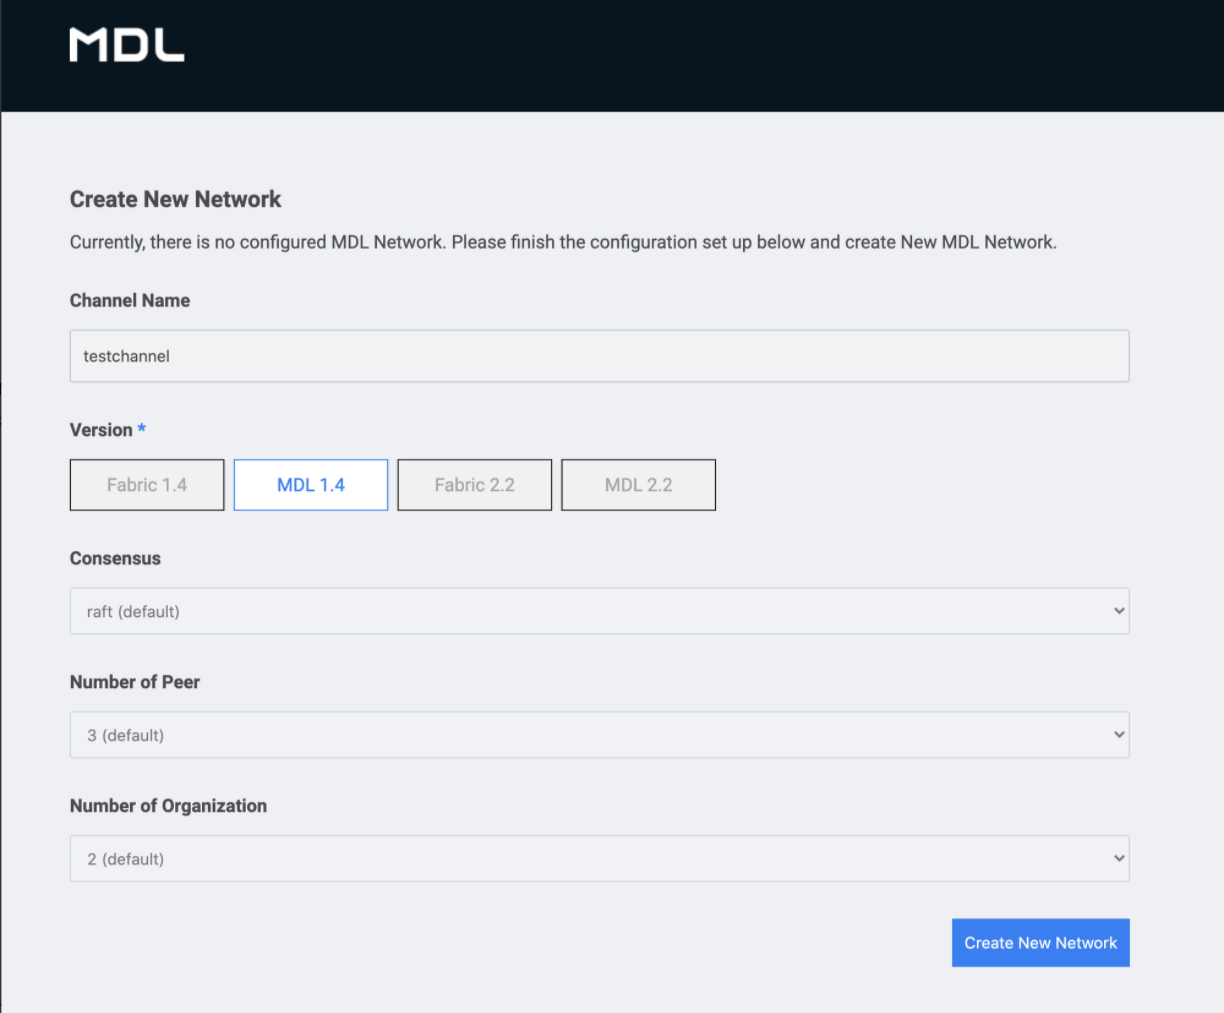 MDL
Create New Network
Currently, there is no configured MDL Network. Please finish the configuration set up below and create New MDL Network.
Channel Name
testchannel
Version *
Fabric 1.4 MDL 1.4 Fabric 2.2 MDL 2.2
Consensus
raft (default)
Number of Peer
3 (default)
Number of Organization
2 (default)
Create New Network